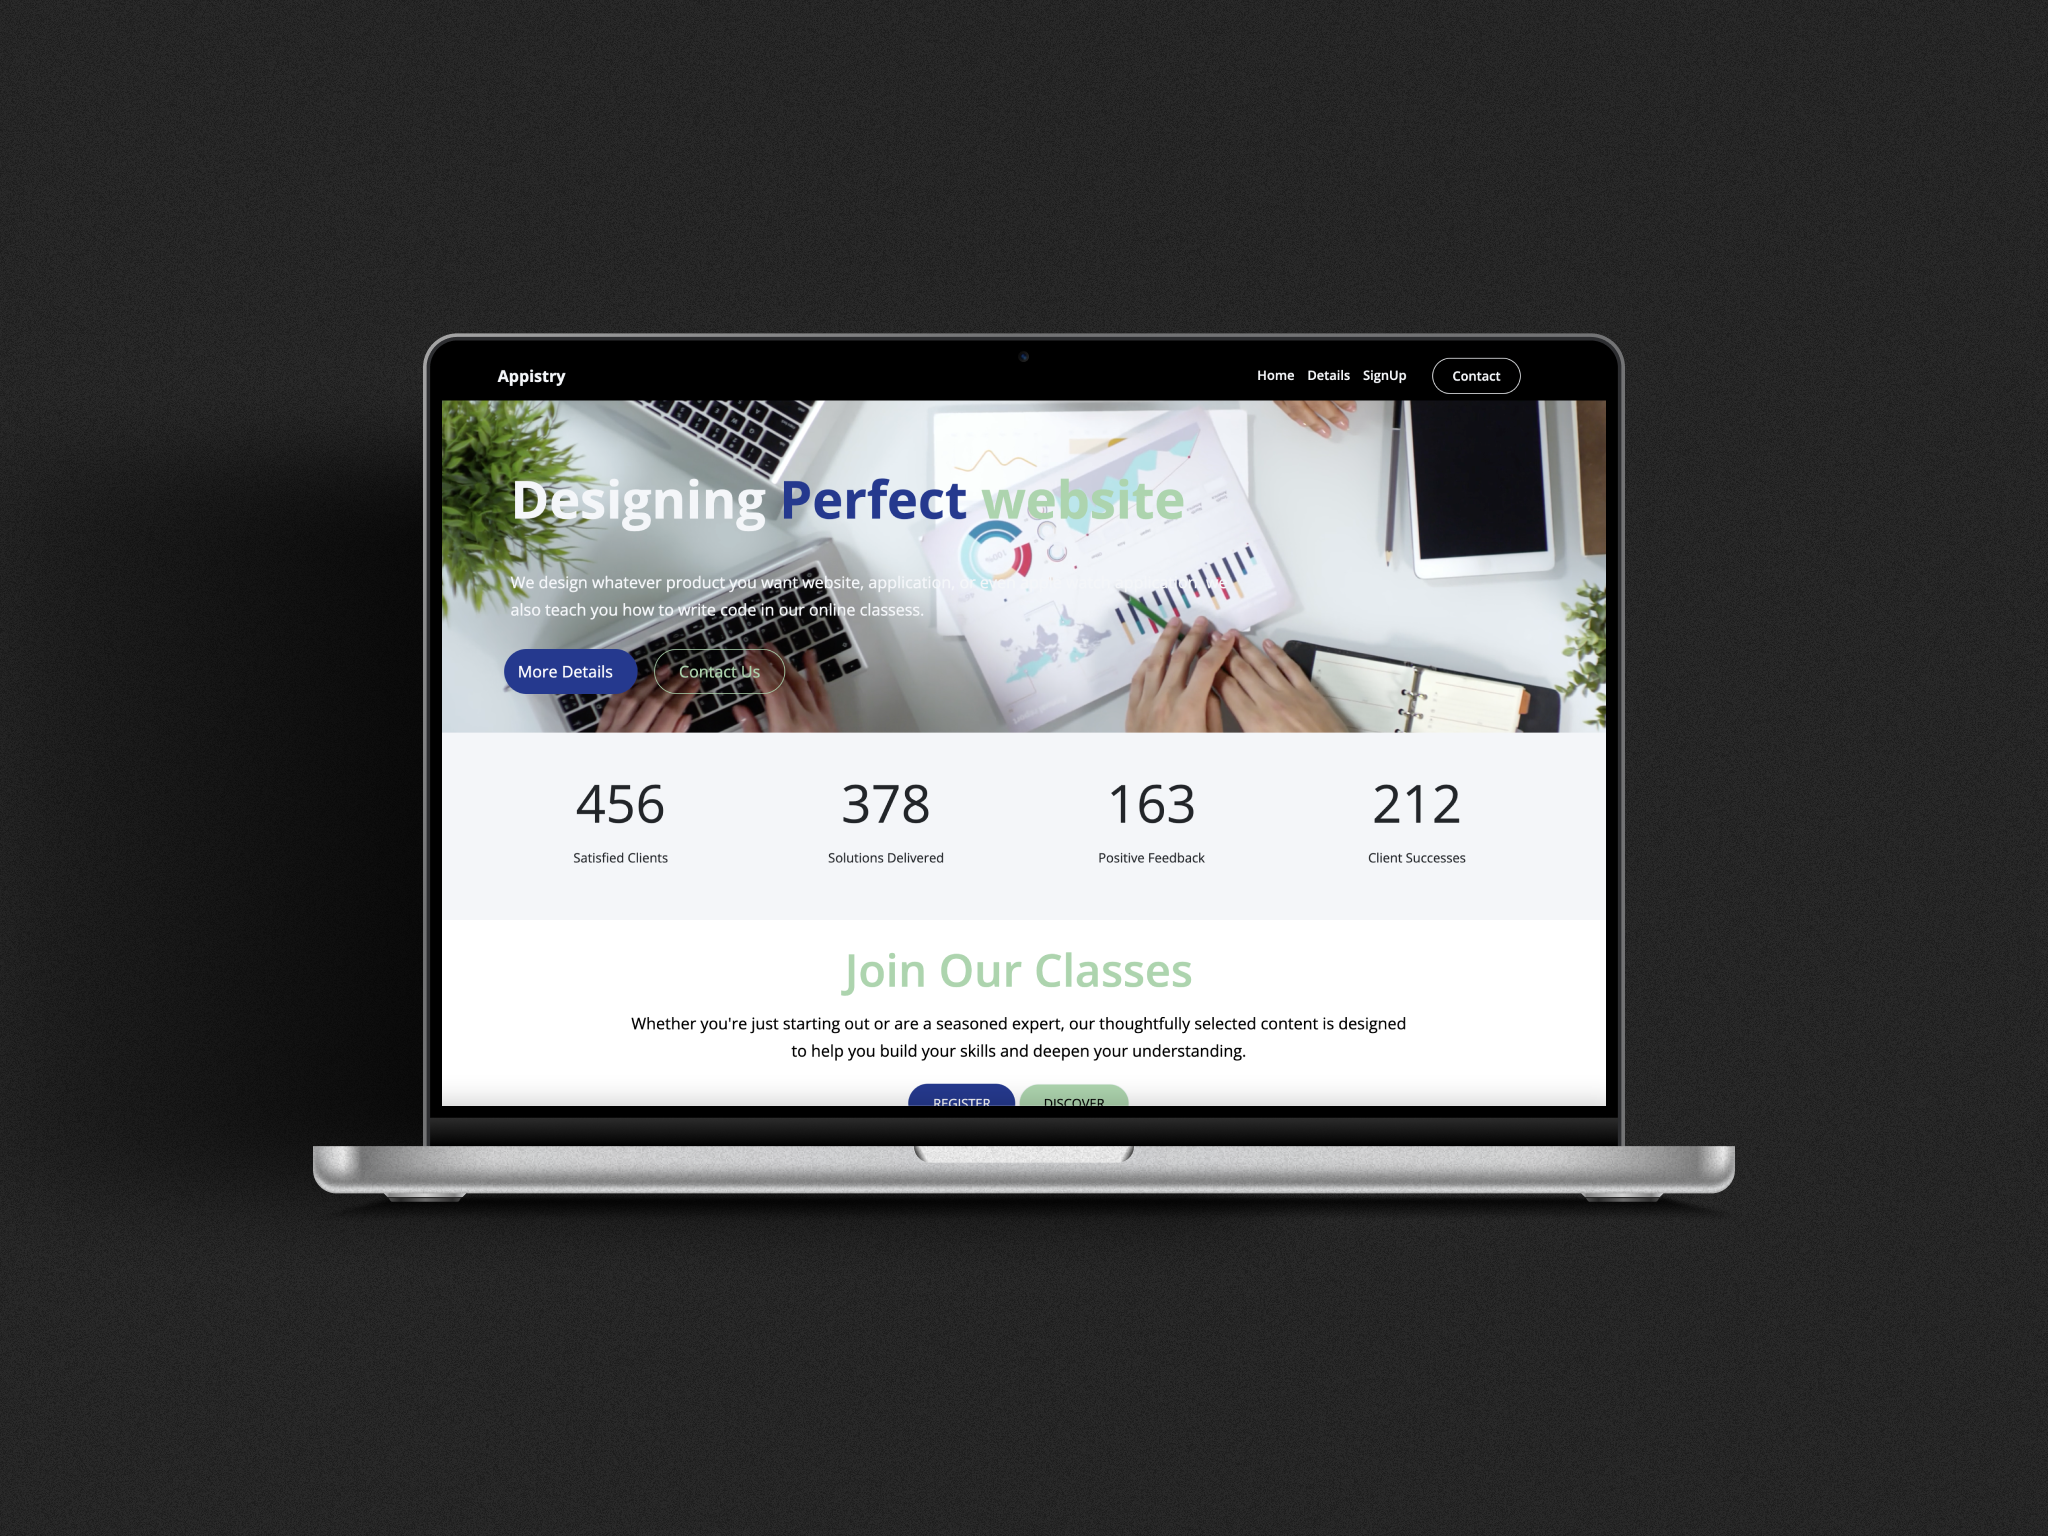 Appistry
Home Details SignUp Contact
Designing Perfect website
We design whatever product you want website, application, or even
also teach you how to write code in our online classess.
More Details Contact Us
456 378 163 212
Satisfied Clients Solutions Delivered Positive Feedback Client Successes
Join Our Classes
Whether you're just starting out or are a seasoned expert, our thoughtfully selected content is designed
to help you build your skills and deepen your understanding.
REGISTER DISCOVER